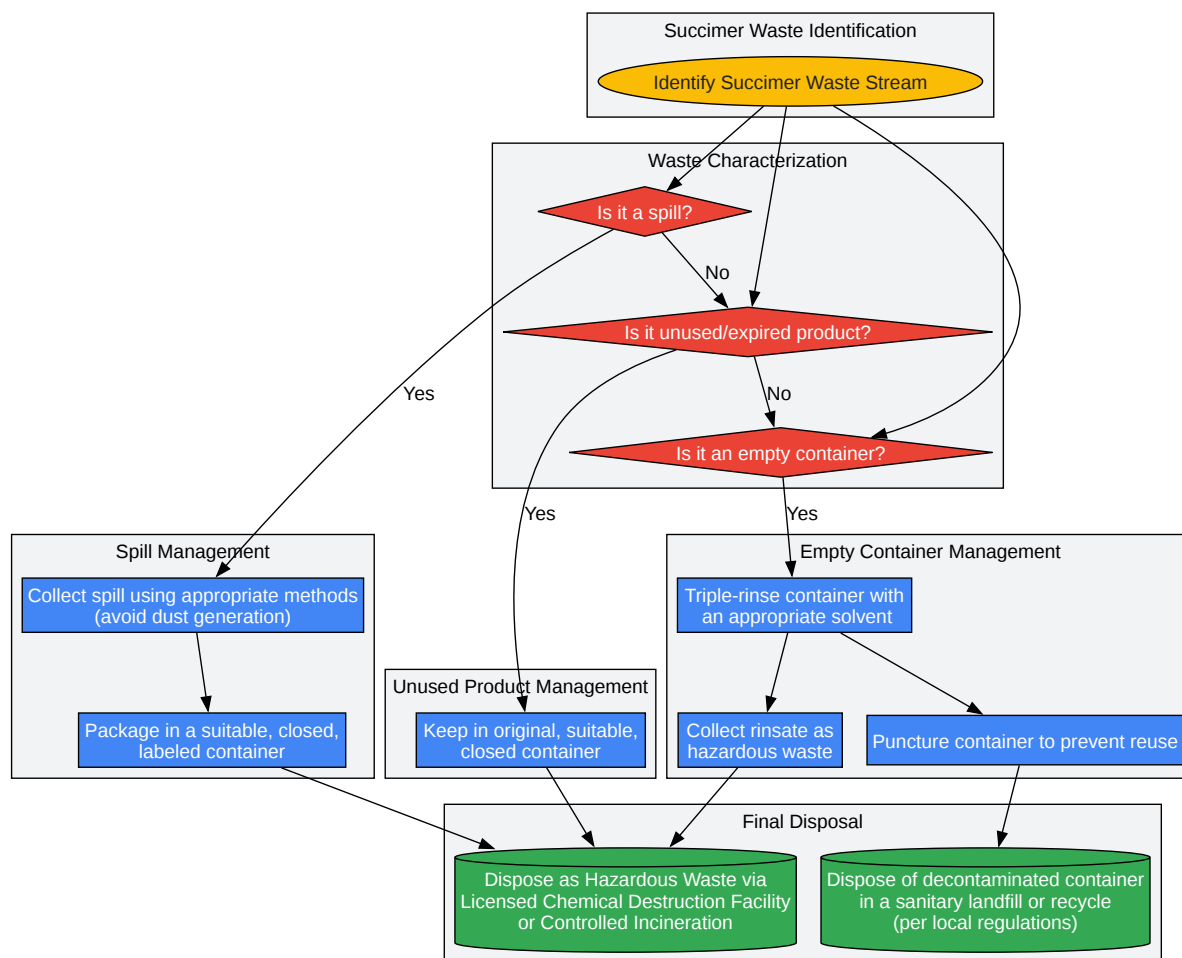 Succimer Waste Identification
Identify Succimer Waste Stream
Waste Characterization
Is it a spill?
No
Is it unused/expired product?
Yes
No
Is it an empty container?
Yes
Yes
Spill Management
Collect spill using appropriate methods
(avoid dust generation)
Package in a suitable, closed,
labeled container
Unused Product Management
Keep in original, suitable,
closed container
Empty Container Management
Triple-rinse container with
an appropriate solvent
Collect rinsate as
hazardous waste
Puncture container to prevent reuse
Final Disposal
Dispose as Hazardous Waste via
Licensed Chemical Destruction Facility
or Controlled Incineration
Dispose of decontaminated container
in a sanitary landfill or recycle
(per local regulations)